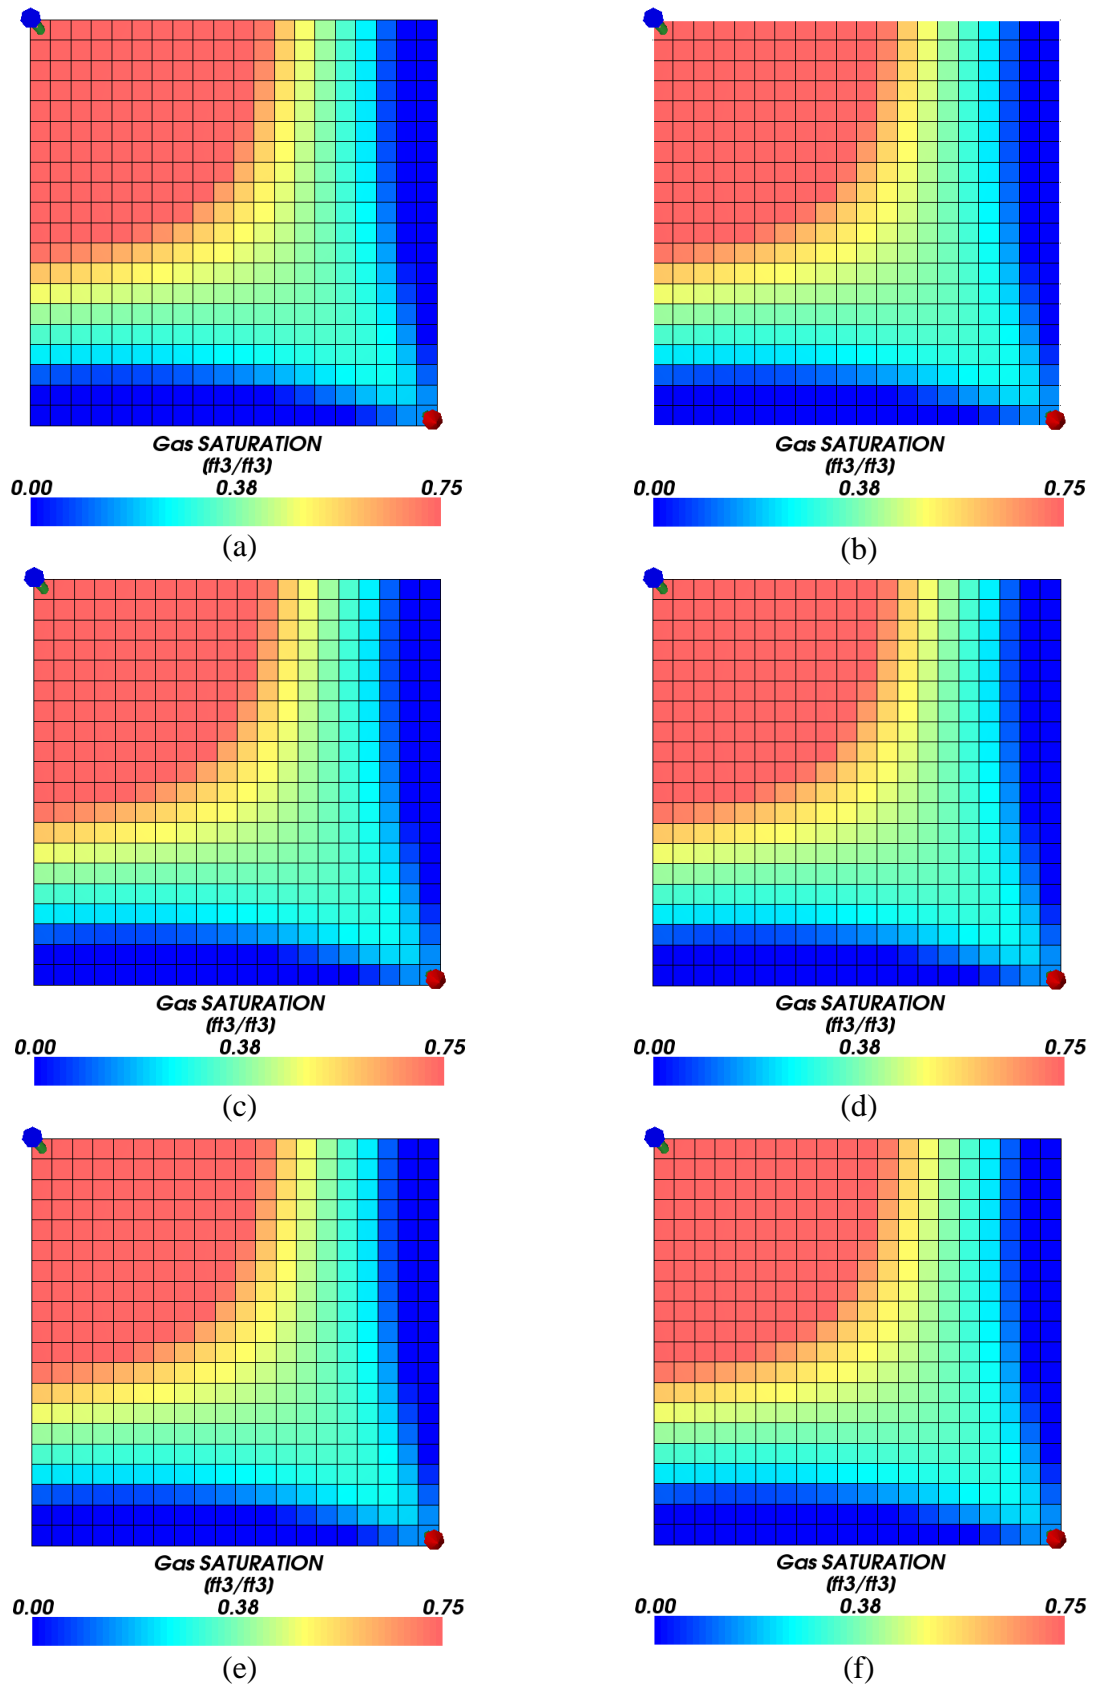 Gas SATURATION
(ft3/ft3)
0.00 0.38 0.75
(a)
Gas SATURATION
(ft3/ft3)
0.00 0.38 0.75
(b)
Gas SATURATION
(ft3/ft3)
0.00 0.38 0.75
(c)
Gas SATURATION
(ft3/ft3)
0.00 0.38 0.75
(d)
Gas SATURATION
(ft3/ft3)
0.00 0.38 0.75
(e)
Gas SATURATION
(ft3/ft3)
0.00 0.38 0.75
(f)